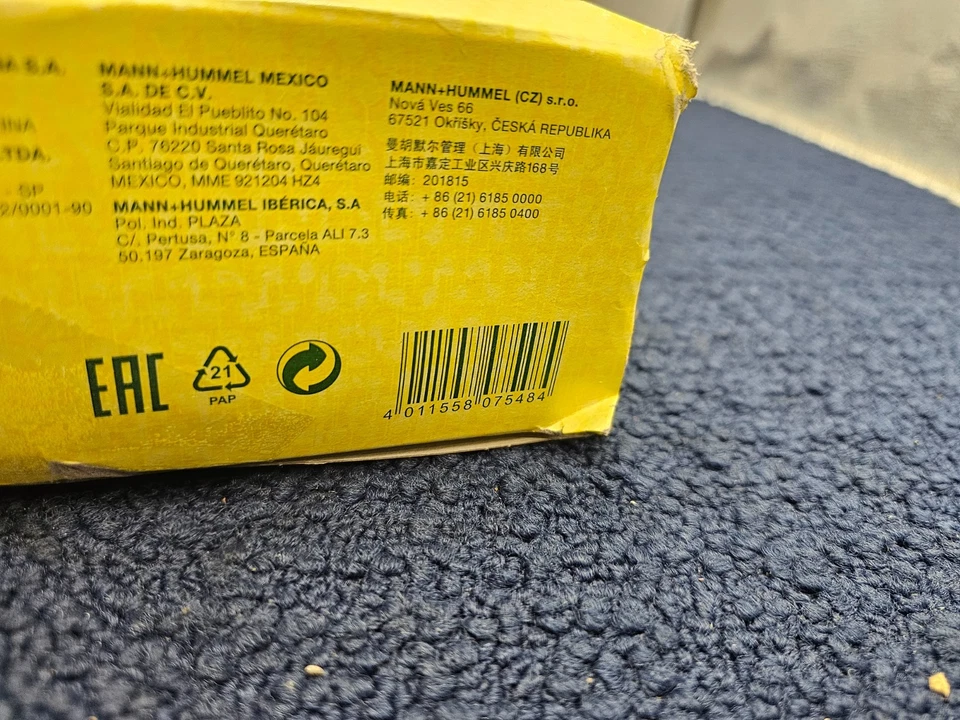 S.A.
MANN+HUMMEL MEXICO
S.A. DE C.V.
Vialidad El Pueblito No. 104
Parque Industrial Querétaro
C.P. 76220 Santa Rosa Jáuregui
Santiago de Querétaro, Querétaro
MEXICO, MME 921204 HZ4
MANN+HUMMEL IBÉRICA, S.A
Pol. Ind. PLAZA
C/. Pertusa, N° 8 - Parcela ALI 7.3
50.197 Zaragoza, ESPAÑA
LTDA.
- SP
2/0001-90
MANN+HUMMEL (CZ) s.r.o.
Nová Ves 66
67521 Okříšky, ČESKÁ REPUBLIKA
曼胡默尔管理（上海）有限公司
上海市嘉定工业区兴庆路168号
邮编: 201815
电话: + 86 (21) 6185 0000
传真: + 86 (21) 6185 0400
EAC
21
PAP
4 011558 075484